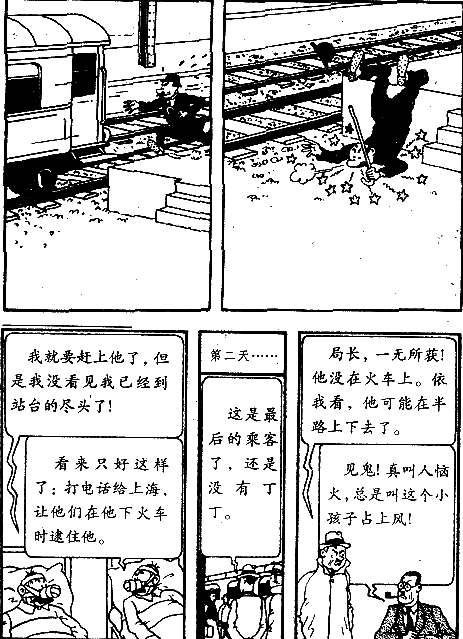 我就要赶上他了，但
是我没看见我已经到
站台的尽头了！
看来只好这样
了：打电话给上海，
让他们在他下火车
时逮住他。
第二天……
这是最
后的乘客
了，还是
没有丁
丁。
局长，一无所获！
他没在火车上。依
我看，他可能在半
路上下去了。
见鬼！真叫人恼
火，总是叫这个小
孩子占上风！